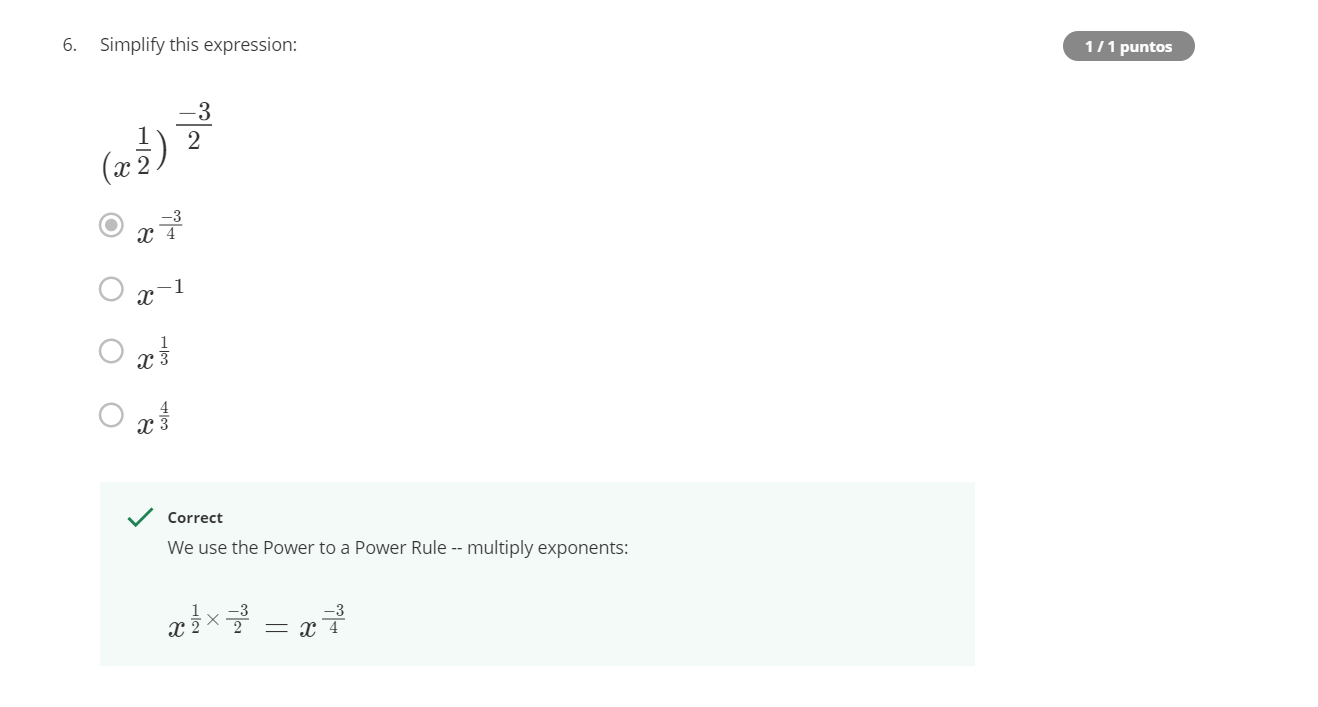 6. Simplify this expression:
1 / 1 puntos
(x^{\frac{1}{2}})^{\frac{-3}{2}}
x^{\frac{-3}{4}}
x^{-1}
x^{\frac{1}{3}}
x^{\frac{4}{3}}
Correct
We use the Power to a Power Rule -- multiply exponents:
x^{\frac{1}{2} \times \frac{-3}{2}} = x^{\frac{-3}{4}}